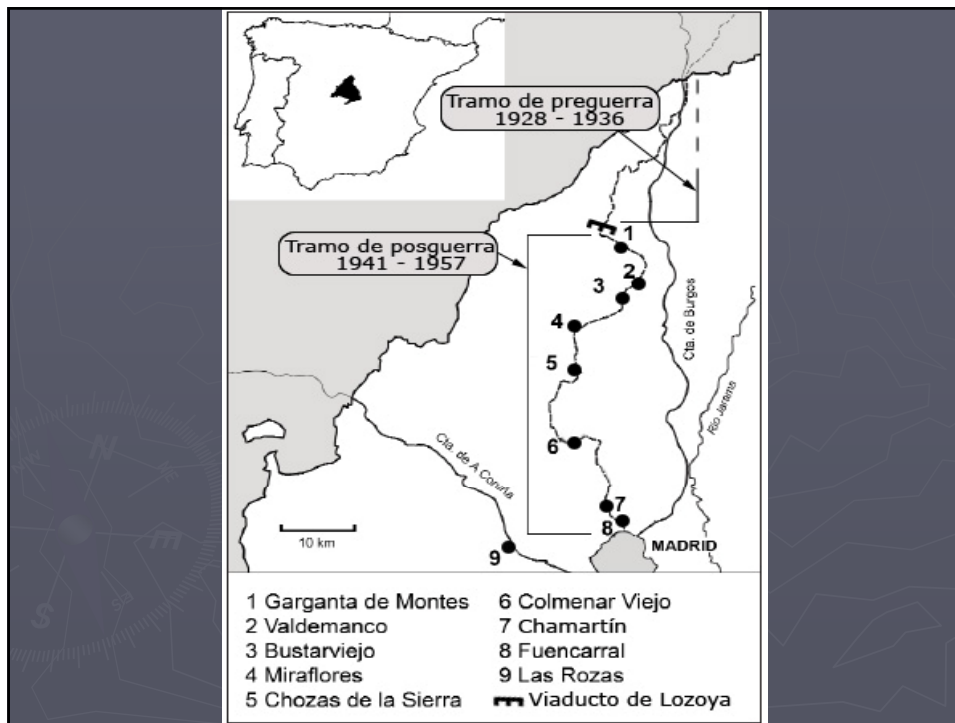 Tramo de preguerra
1928 - 1936
Tramo de posguerra
1941 - 1957
1
2
3
4
5
6
7
8
9
Cta. de Burgos
Río Jarama
Cta. de A Coruña
10 km
MADRID
1 Garganta de Montes
2 Valdemanco
3 Bustarviejo
4 Miraflores
5 Chozas de la Sierra
6 Colmenar Viejo
7 Chamartín
8 Fuencarral
9 Las Rozas
Viaducto de Lozoya
N
E
S